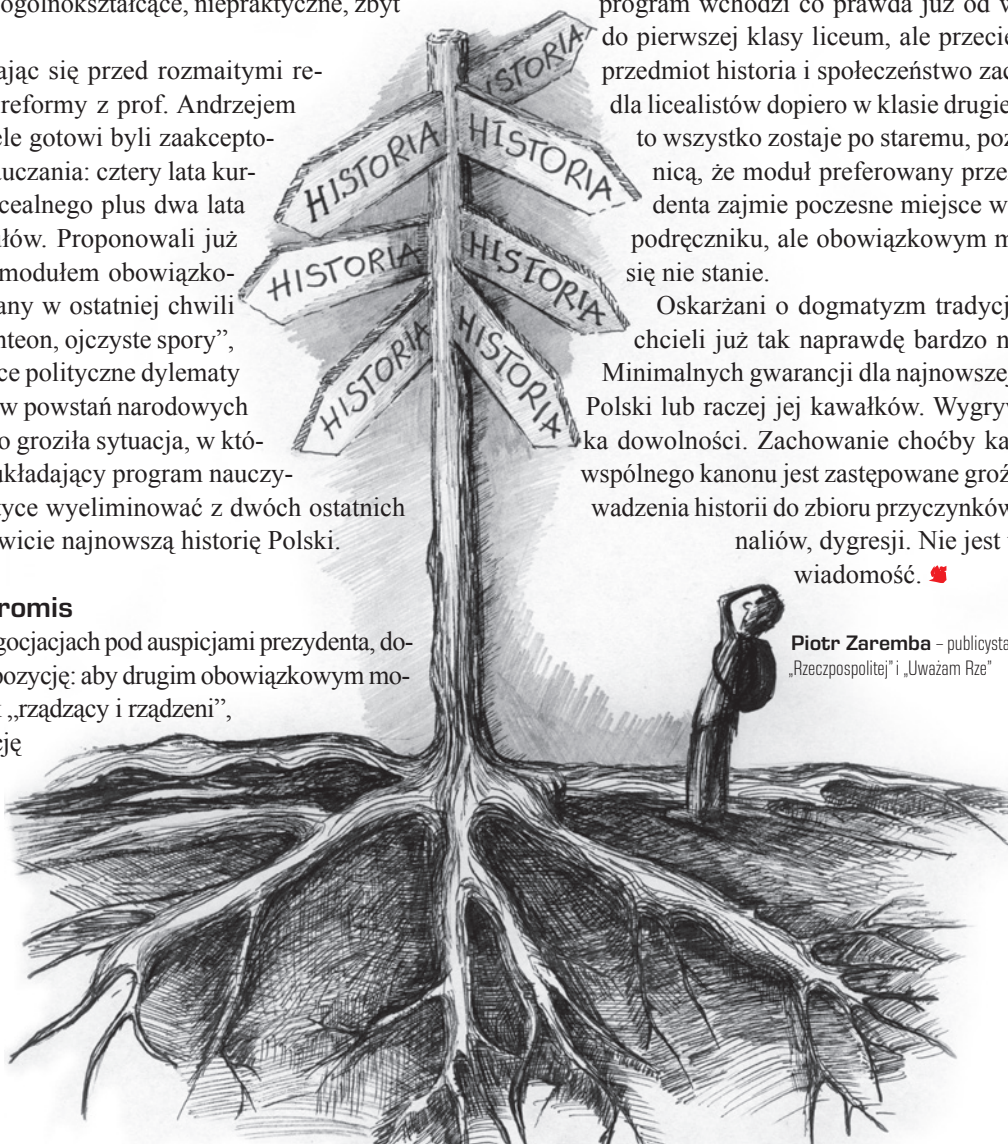 ogólnokształcące, niepraktyczne, zbyt
ając się przed rozmaitymi re-
reformy z prof. Andrzejem
ele gotowi byli zaakcepto-
uczania: cztery lata kur-
cealnego plus dwa lata
łów. Proponowali już
modułem obowiązko-
any w ostatniej chwili
nteon, ojczyste spory”,
ce polityczne dylematy
w powstań narodowych
o groziła sytuacja, w któ-
układający program nauczy-
tyce wyeliminować z dwóch ostatnich
wicie najnowszą historię Polski.
romis
gocjacjach pod auspicjami prezydenta, do-
pozycję: aby drugim obowiązkowym mo-
„rządzący i rządzeni”,
cję
ISTORIA
HISTORIA
HISTORIA
HISTORIA
HISTORIA
HISTORIA
HISTORIA
program wchodzi co prawda już od w
do pierwszej klasy liceum, ale przecie
przedmiot historia i społeczeństwo zac
dla licealistów dopiero w klasie drugie
to wszystko zostaje po staremu, poz
nicą, że moduł preferowany prze
denta zajmie poczesne miejsce w
podręczniku, ale obowiązkowym m
się nie stanie.
Oskarżani o dogmatyzm tradycj
chcieli już tak naprawdę bardzo n
Minimalnych gwarancji dla najnowszej
Polski lub raczej jej kawałków. Wygryw
ka dowolności. Zachowanie choćby ka
wspólnego kanonu jest zastępowane groź
wadzenia historii do zbioru przyczynków
naliów, dygresji. Nie jest t
wiadomość.
Piotr Zaremba – publicysta
„Rzeczpospolitej” i „Uważam Rze”